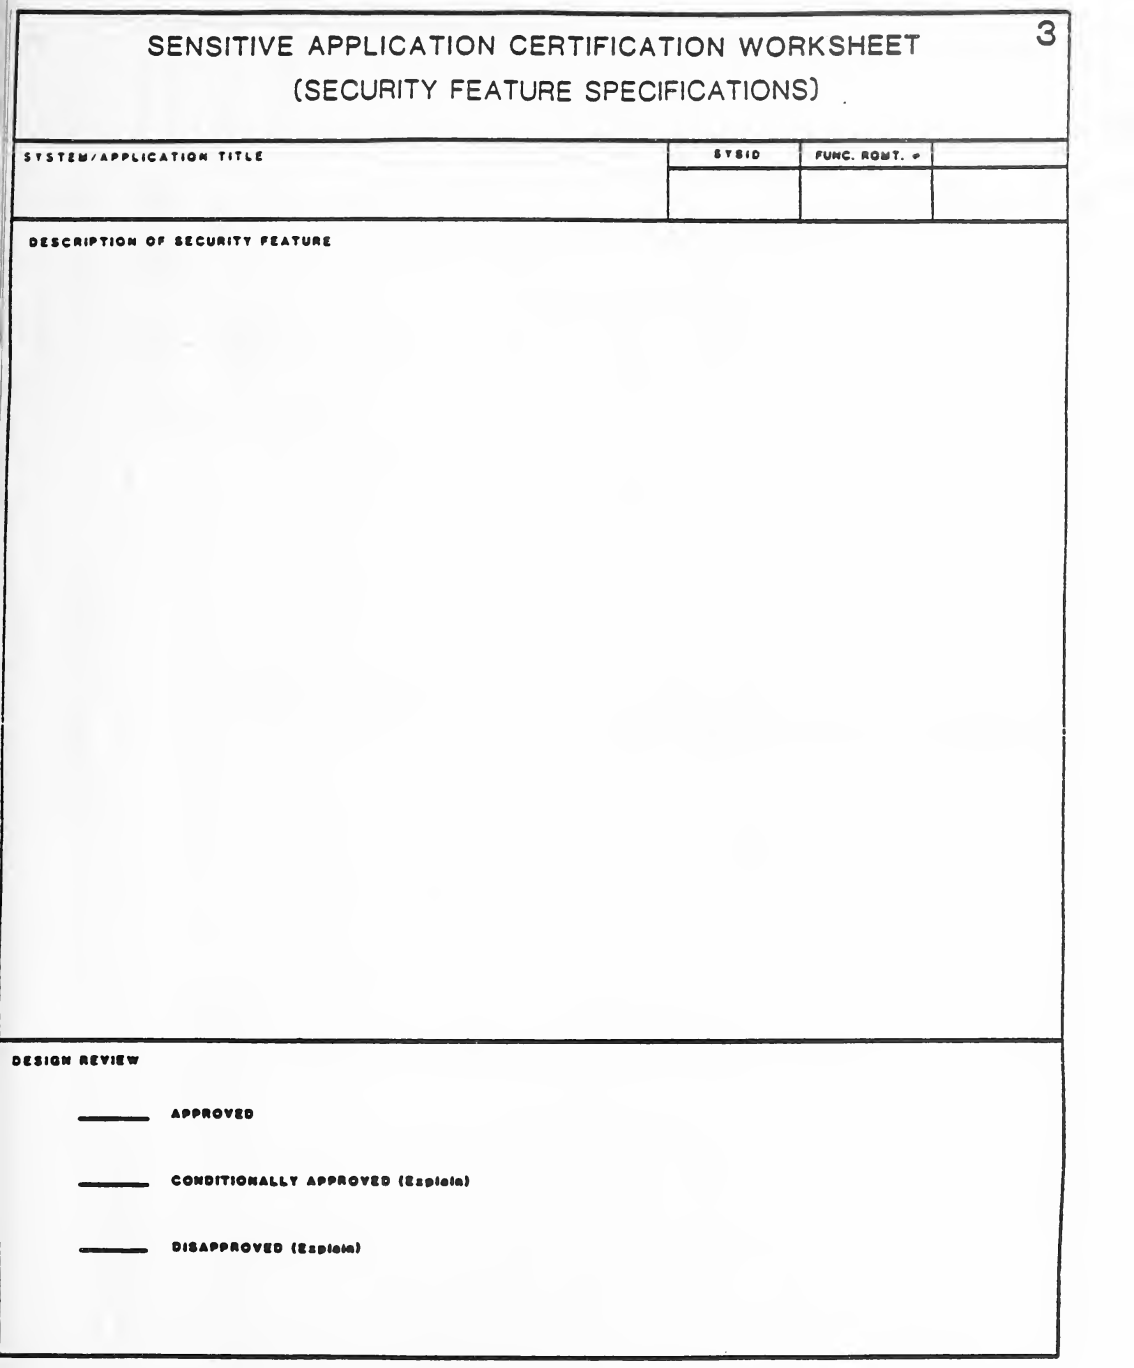 3
SENSITIVE APPLICATION CERTIFICATION WORKSHEET
(SECURITY FEATURE SPECIFICATIONS)
SYSTEM/APPLICATION TITLE
SYSID
FUNC. RQMT. #
DESCRIPTION OF SECURITY FEATURE
DESIGN REVIEW
APPROVED
CONDITIONALLY APPROVED (Explain)
DISAPPROVED (Explain)